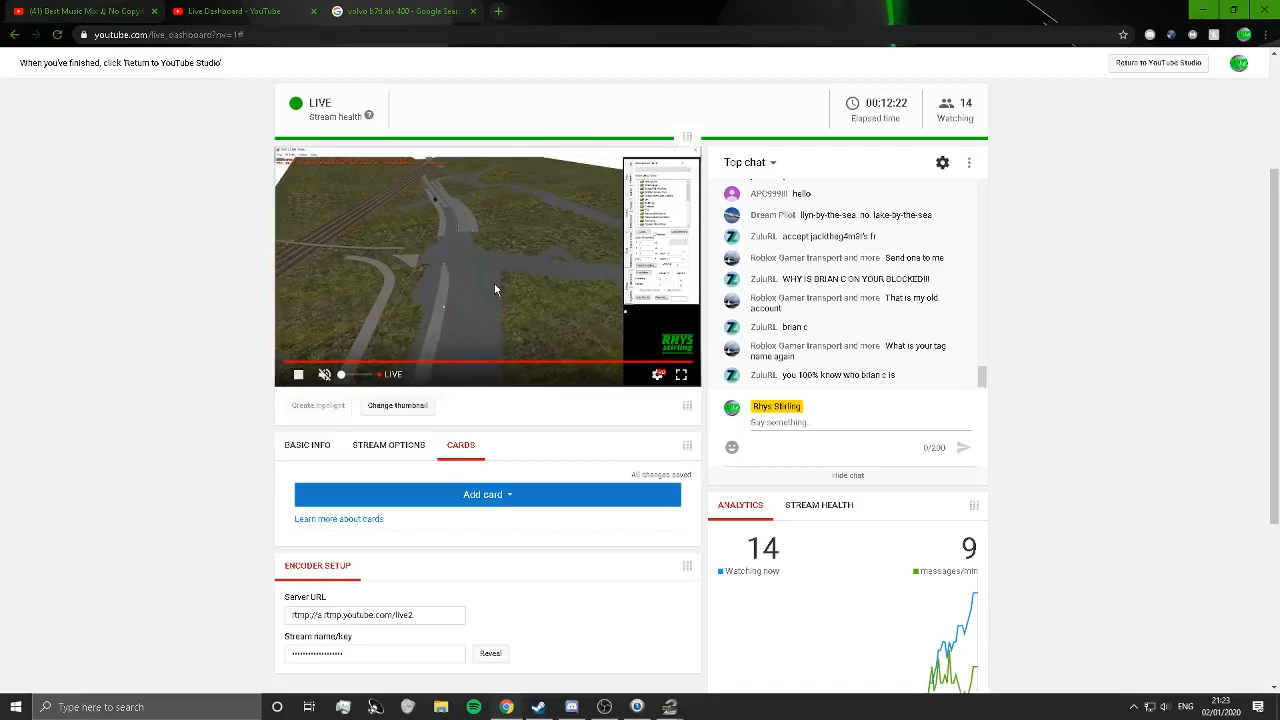 (41) Best Music Mix ♫ No Copyri
Live Dashboard - YouTube
volvo b7tl alx 400 - Google Sear
youtube.com/live_dashboard?nv=1#
When you've finished, click 'Return to YouTube Studio'
Return to YouTube Studio
LIVE
Stream health
00:12:22
Elapsed time
14
Watching
RHYS
stirling
LIVE
Create highlight
Change thumbnail
BASIC INFO
STREAM OPTIONS
CARDS
All changes saved
Add card
Learn more about cards
ENCODER SETUP
Server URL
rtmp://a.rtmp.youtube.com/live2
Stream name/key
Reveal
Top chat
APC999!!! hello
Dream Pilot llyn-by-the-sea. no. lake-by-the-sea
ZuluRL accept jacktheg4m3r's fr
Roblox Gamer transport and more Send ona tome
ZuluRL WHY IS BRIAN C ON YOUR BLOCKED!!!
Roblox Gamer transport and more That is my old
account
ZuluRL brian c
Roblox Gamer transport and more What is your tag
name again
ZuluRL you 100% know who brian c is
Rhys Stirling
Say something...
0/200
Hide chat
ANALYTICS
STREAM HEALTH
14
Watching now
9
messages/min
Type here to search
ENG
21:23
02/01/2020